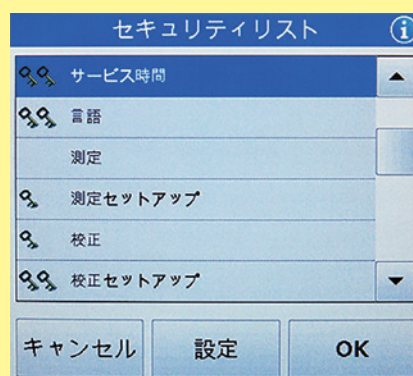 セキュリティリスト
サービス時間
言語
測定
測定セットアップ
校正
校正セットアップ
キャンセル
設定
OK